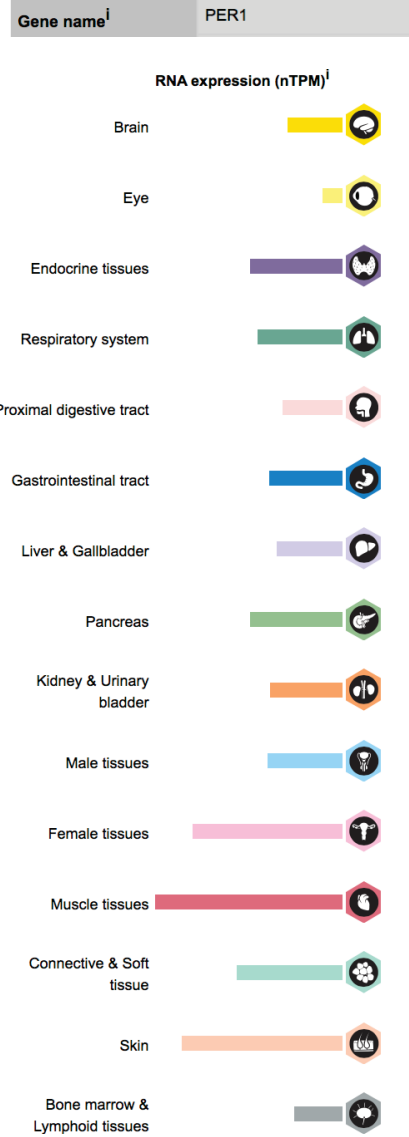 Gene nameⁱ PER1
RNA expression (nTPM)ⁱ
Brain
Eye
Endocrine tissues
Respiratory system
Proximal digestive tract
Gastrointestinal tract
Liver & Gallbladder
Pancreas
Kidney & Urinary
bladder
Male tissues
Female tissues
Muscle tissues
Connective & Soft
tissue
Skin
Bone marrow &
Lymphoid tissues